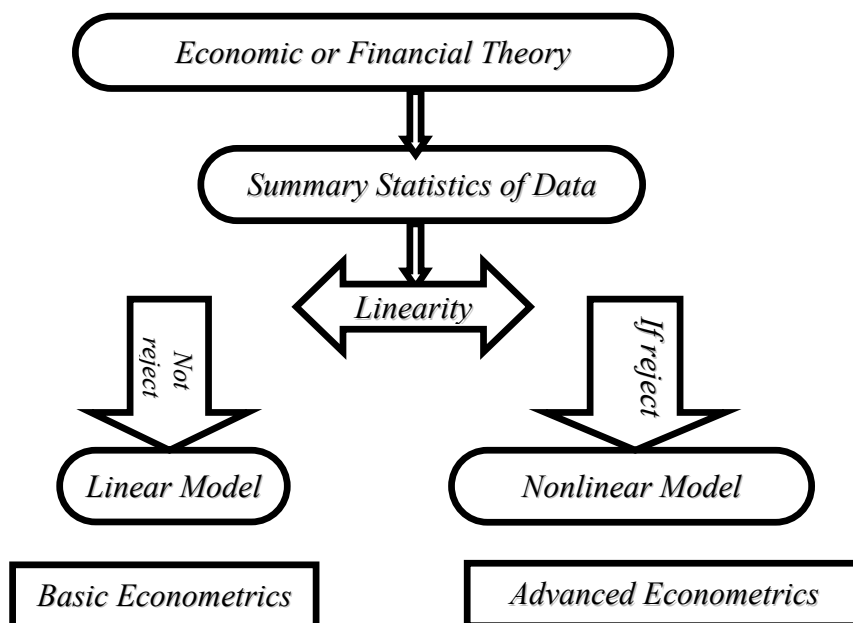 Economic or Financial Theory
Summary Statistics of Data
Linearity
Not
reject
If reject
Linear Model
Nonlinear Model
Basic Econometrics
Advanced Econometrics